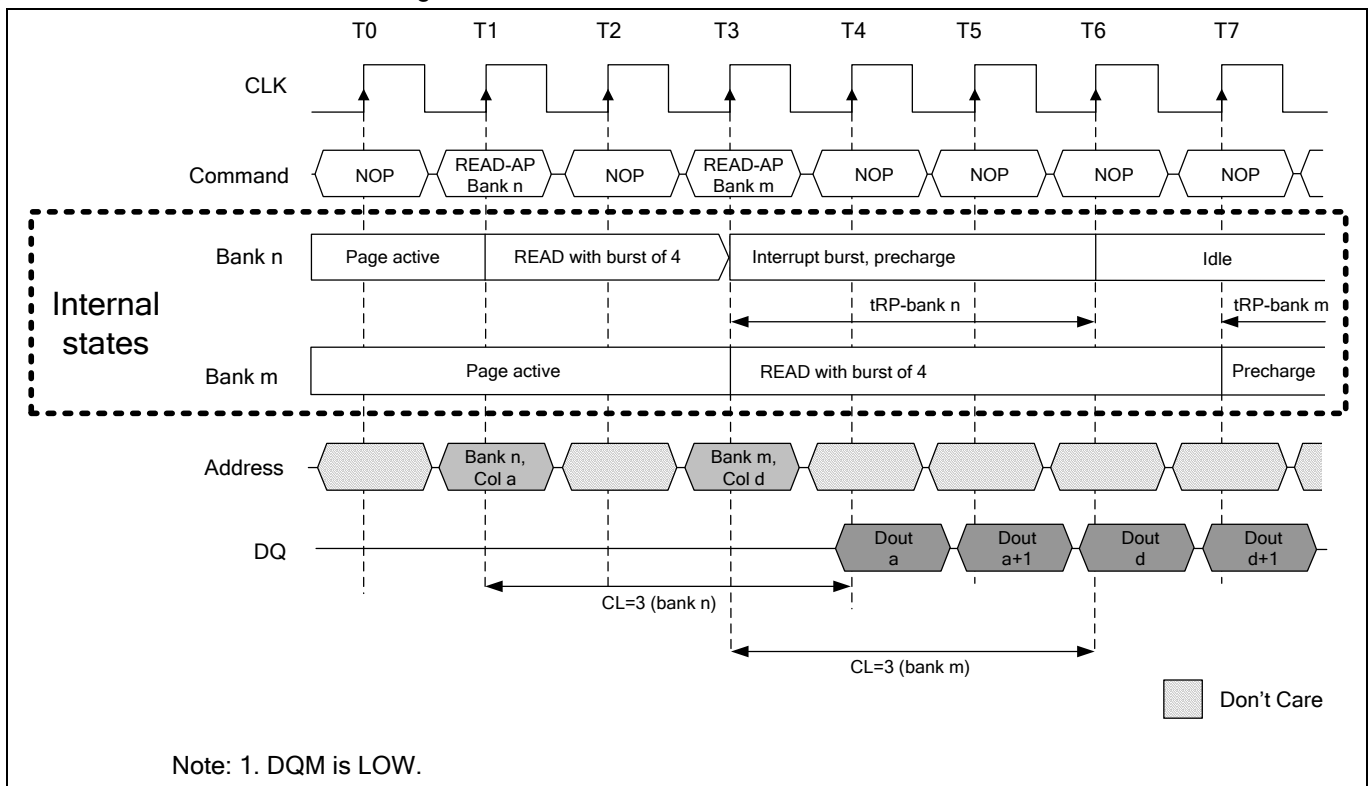 T0 T1 T2 T3 T4 T5 T6 T7
CLK
Command NOP READ-AP Bank n NOP READ-AP Bank m NOP NOP NOP NOP
Internal states
Bank n Page active READ with burst of 4 Interrupt burst, precharge Idle
tRP-bank n tRP-bank m
Bank m Page active READ with burst of 4 Precharge
Address Bank n, Col a Bank m, Col d
DQ Dout a Dout a+1 Dout d Dout d+1
CL=3 (bank n)
CL=3 (bank m)
Don't Care
Note: 1. DQM is LOW.